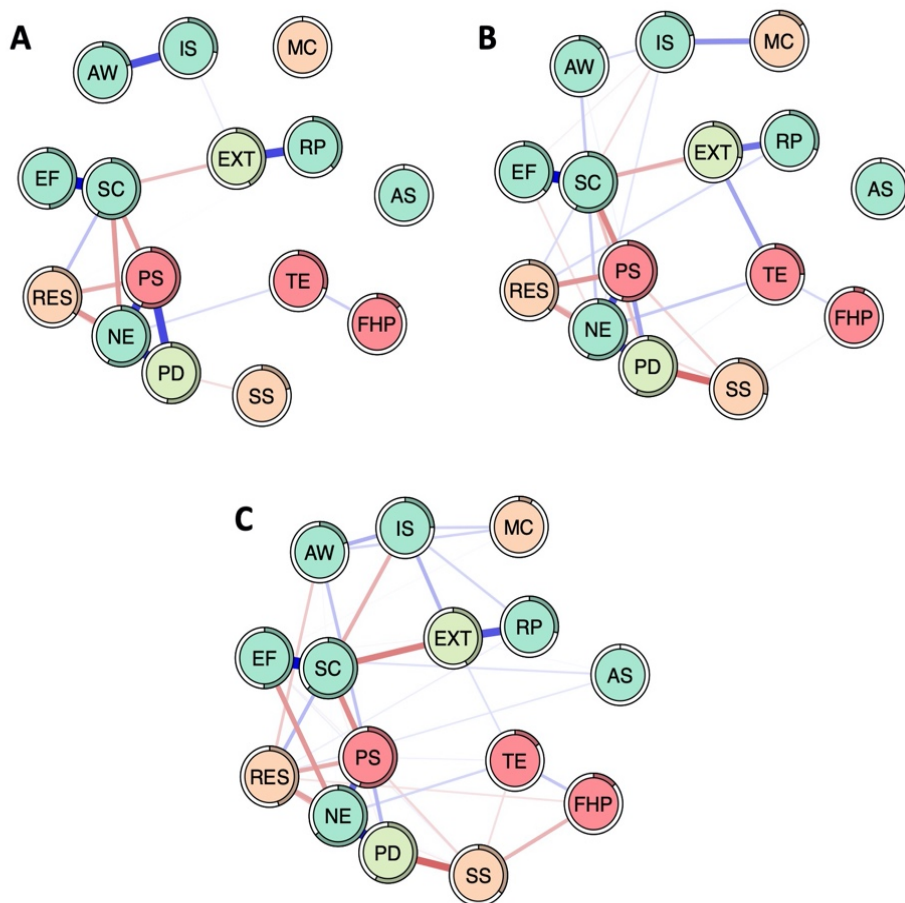 A
IS
MC
AW
EXT
RP
EF
SC
AS
PS
TE
RES
FHP
NE
PD
SS
B
IS
MC
AW
EXT
RP
EF
SC
AS
PS
TE
RES
FHP
NE
PD
SS
C
IS
MC
AW
EXT
RP
EF
SC
AS
PS
TE
RES
FHP
NE
PD
SS